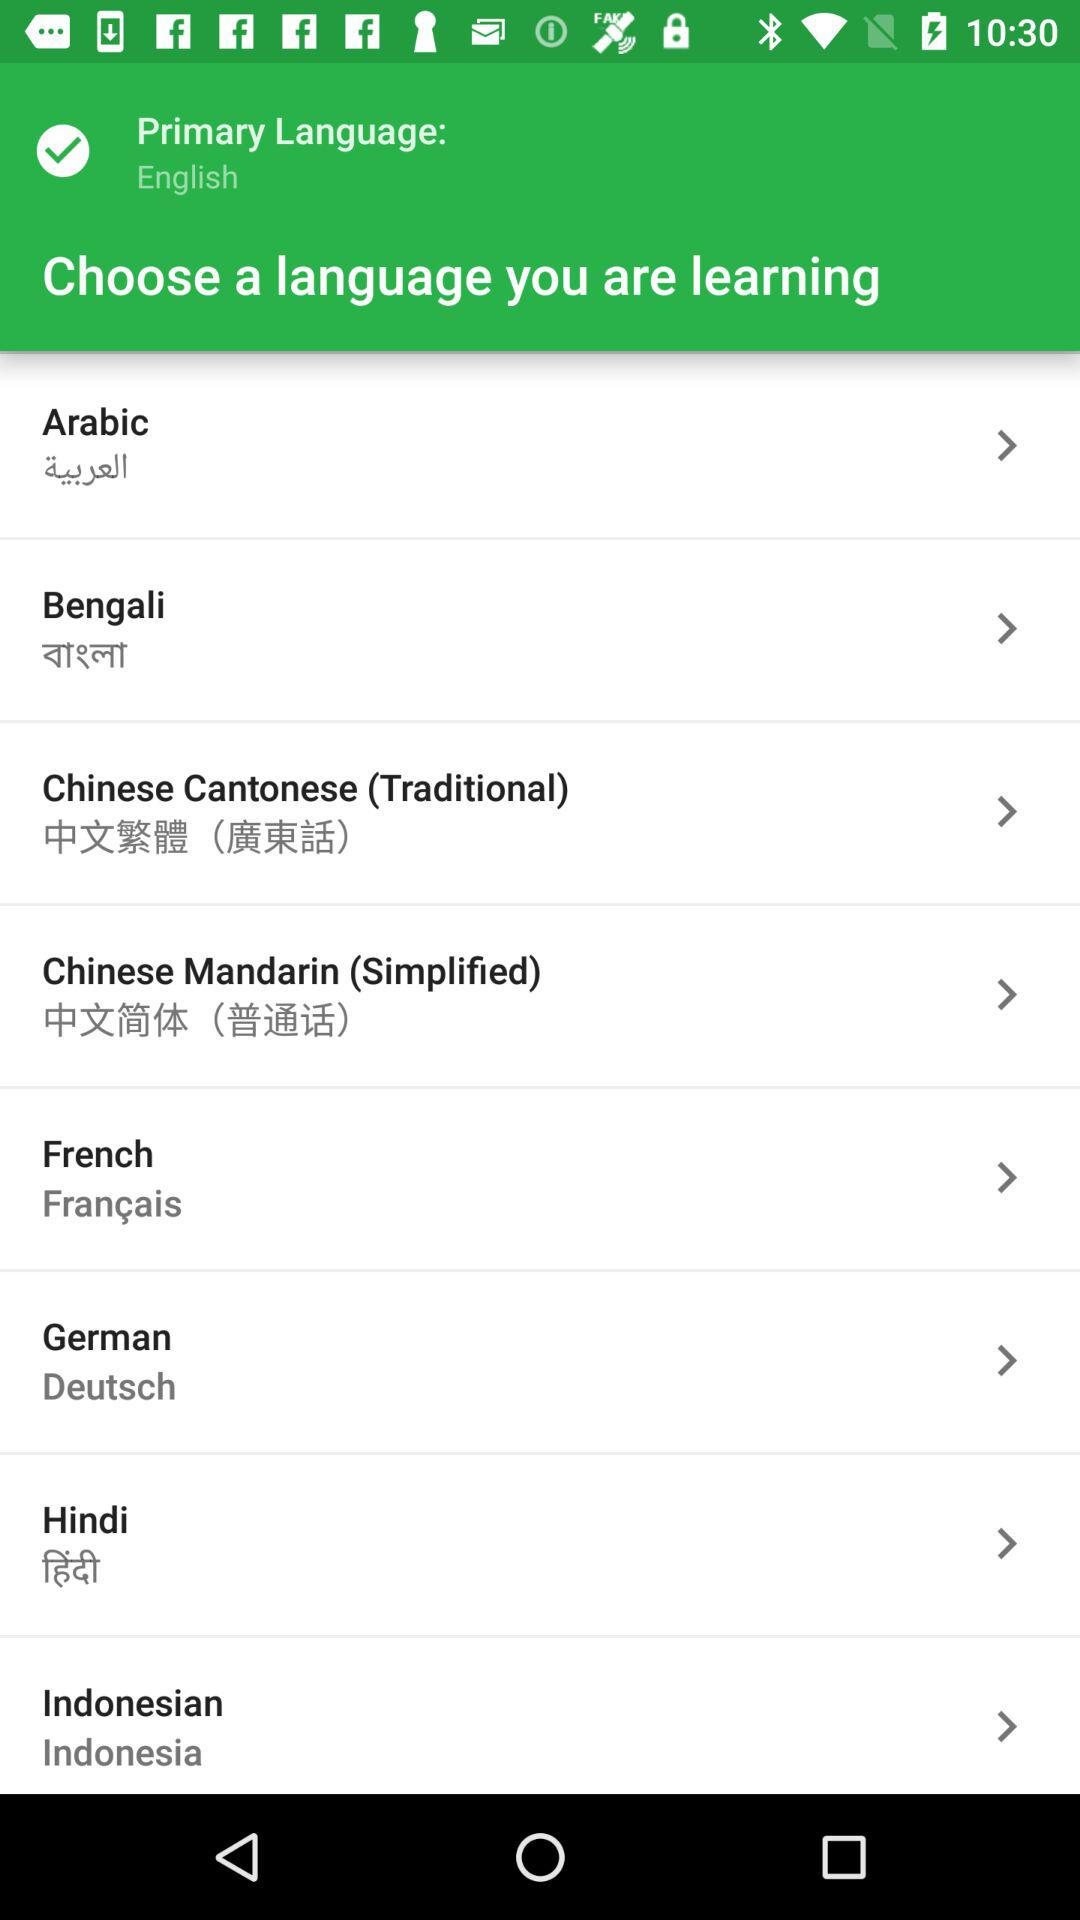 FAKE
10:30
Primary Language:
English
Choose a language you are learning
Arabic
العربية
Bengali
বাংলা
Chinese Cantonese (Traditional)
中文繁體（廣東話）
Chinese Mandarin (Simplified)
中文简体（普通话）
French
Français
German
Deutsch
Hindi
हिंदी
Indonesian
Indonesia